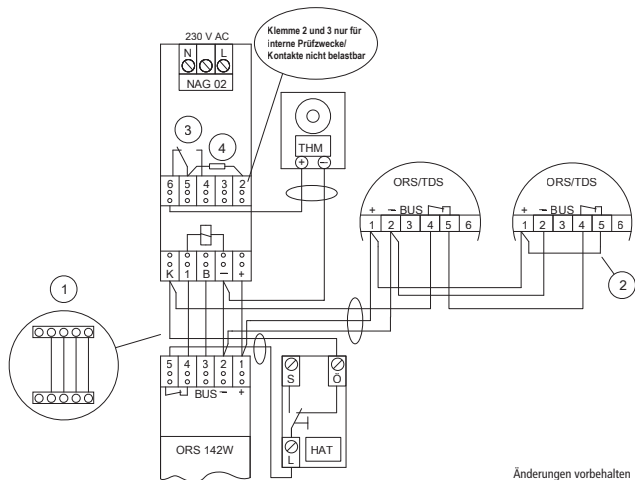 230 V AC
N L
NAG 02
Klemme 2 und 3 nur für
interne Prüfzwecke/
Kontakte nicht belastbar
3
4
6 5 4 3 2
THM
+ −
K 1 B − +
1
ORS/TDS
+ − BUS
1 2 3 4 5 6
ORS/TDS
+ − BUS
1 2 3 4 5 6
2
5 4 3 2 1
BUS − +
ORS 142W
S Ö
L
HAT
Änderungen vorbehalten